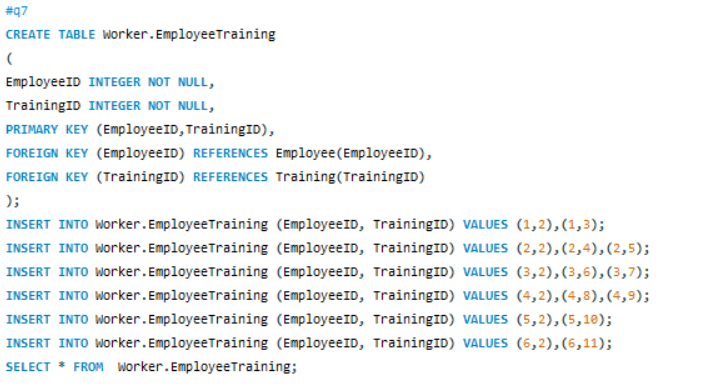 #q7
CREATE TABLE Worker.EmployeeTraining
(
EmployeeID INTEGER NOT NULL,
TrainingID INTEGER NOT NULL,
PRIMARY KEY (EmployeeID,TrainingID),
FOREIGN KEY (EmployeeID) REFERENCES Employee(EmployeeID),
FOREIGN KEY (TrainingID) REFERENCES Training(TrainingID)
);
INSERT INTO Worker.EmployeeTraining (EmployeeID, TrainingID) VALUES (1,2),(1,3);
INSERT INTO Worker.EmployeeTraining (EmployeeID, TrainingID) VALUES (2,2),(2,4),(2,5);
INSERT INTO Worker.EmployeeTraining (EmployeeID, TrainingID) VALUES (3,2),(3,6),(3,7);
INSERT INTO Worker.EmployeeTraining (EmployeeID, TrainingID) VALUES (4,2),(4,8),(4,9);
INSERT INTO Worker.EmployeeTraining (EmployeeID, TrainingID) VALUES (5,2),(5,10);
INSERT INTO Worker.EmployeeTraining (EmployeeID, TrainingID) VALUES (6,2),(6,11);
SELECT * FROM  Worker.EmployeeTraining;